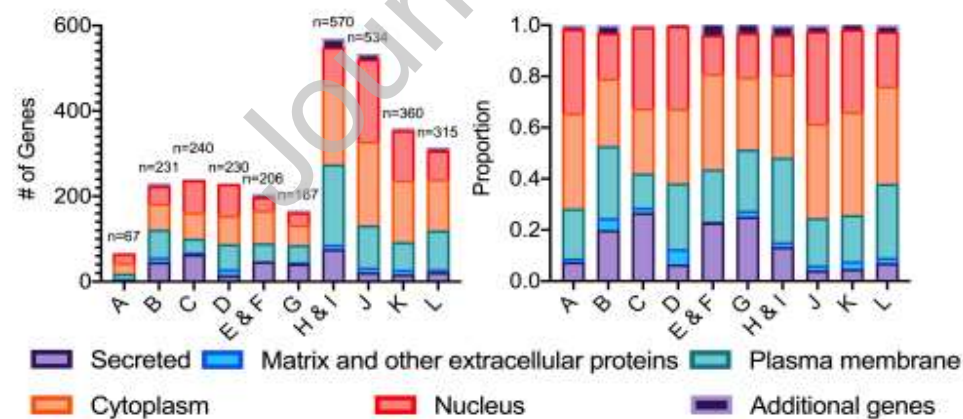 # of Genes
600
400
200
0
n=67
n=231
n=240
n=230
n=206
n=167
n=570
n=534
n=360
n=315
A
B
C
D
E & F
G
H & I
J
K
L
Proportion
1.0
0.8
0.6
0.4
0.2
0.0
A
B
C
D
E & F
G
H & I
J
K
L
Journ
Secreted
Matrix and other extracellular proteins
Plasma membrane
Cytoplasm
Nucleus
Additional genes